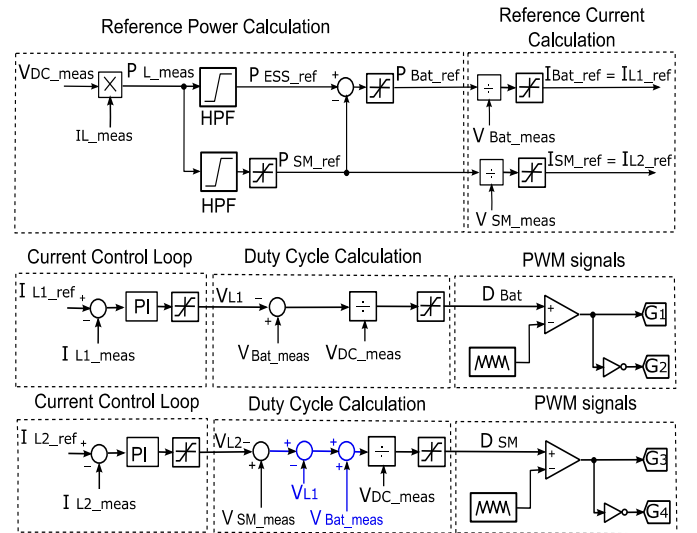 Reference Power Calculation
Reference Current Calculation
VDC_meas
P L_meas
×
IL_meas
HPF
P ESS_ref
+
−
P Bat_ref
÷
V Bat_meas
IBat_ref = IL1_ref
HPF
P SM_ref
÷
V SM_meas
ISM_ref = IL2_ref
Current Control Loop
Duty Cycle Calculation
PWM signals
I L1_ref
+
−
I L1_meas
PI
VL1
−
+
VBat_meas
÷
VDC_meas
D Bat
+
−
G1
G2
Current Control Loop
Duty Cycle Calculation
PWM signals
I L2_ref
+
−
I L2_meas
PI
VL2
−
+
V SM_meas
+
−
VL1
+
+
V Bat_meas
÷
VDC_meas
D SM
+
−
G3
G4